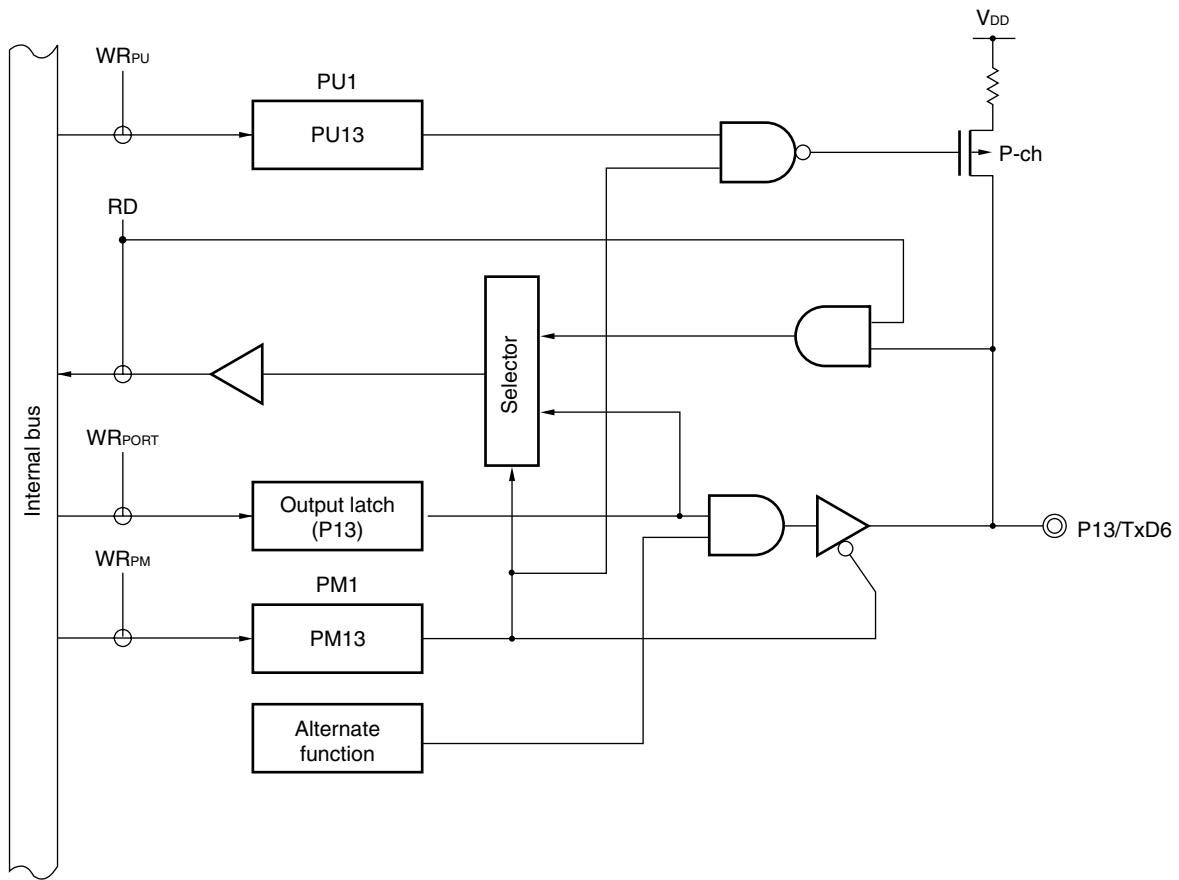 VDD
WRPU
PU1
PU13
P-ch
RD
Selector
Internal bus
WRPORT
Output latch
(P13)
P13/TxD6
WRPM
PM1
PM13
Alternate
function